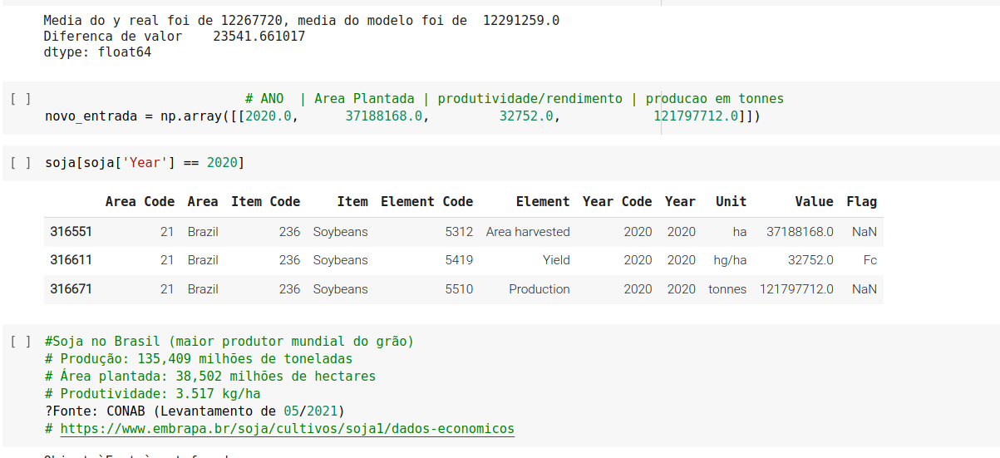 Media do y real foi de 12267720, media do modelo foi de  12291259.0
Diferenca de valor    23541.661017
dtype: float64
[ ] # ANO  | Area Plantada | produtividade/rendimento | producao em tonnes
novo_entrada = np.array([[2020.0,      37188168.0,         32752.0,            121797712.0]])
[ ] soja[soja['Year'] == 2020]
Area Code Area Item Code Item Element Code Element Year Code Year Unit Value Flag
316551 21 Brazil 236 Soybeans 5312 Area harvested 2020 2020 ha 37188168.0 NaN
316611 21 Brazil 236 Soybeans 5419 Yield 2020 2020 hg/ha 32752.0 Fc
316671 21 Brazil 236 Soybeans 5510 Production 2020 2020 tonnes 121797712.0 NaN
[ ] #Soja no Brasil (maior produtor mundial do grão)
# Produção: 135,409 milhões de toneladas
# Área plantada: 38,502 milhões de hectares
# Produtividade: 3.517 kg/ha
?Fonte: CONAB (Levantamento de 05/2021)
# https://www.embrapa.br/soja/cultivos/soja1/dados-economicos